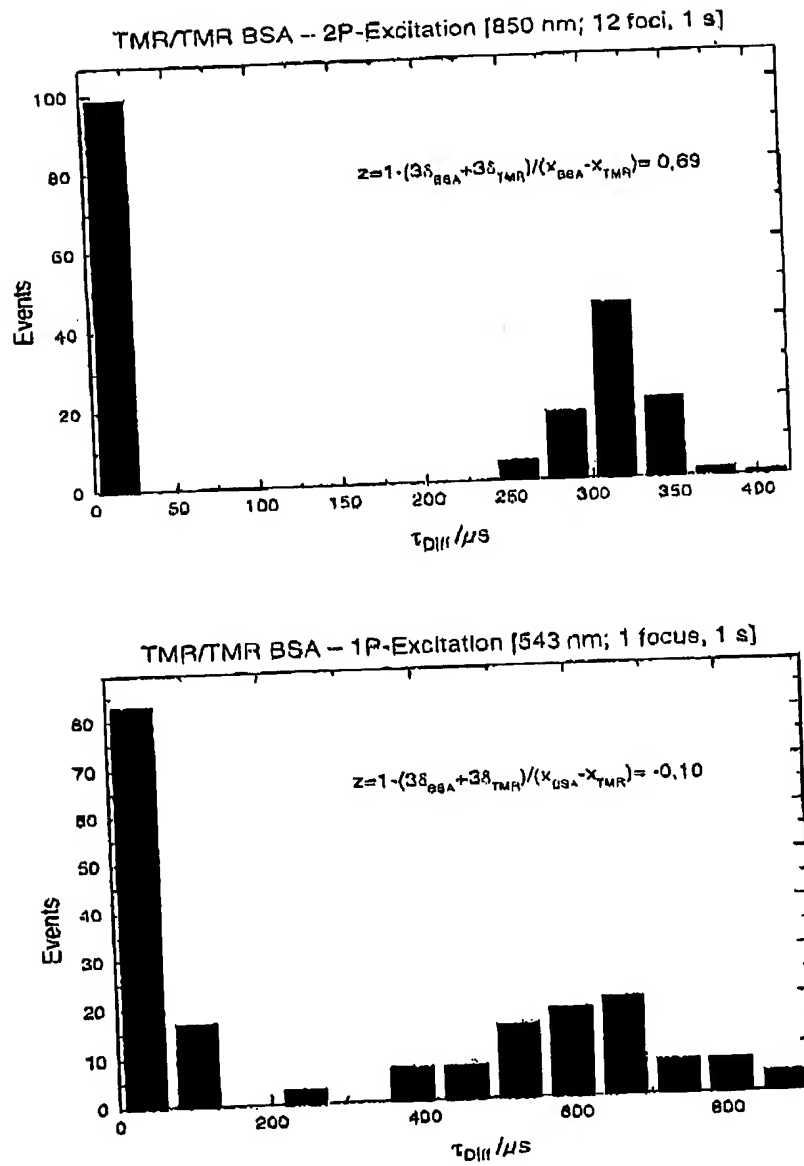 TMR/TMR BSA – 2P-Excitation [850 nm; 12 foci, 1 s]
100
80
60
40
20
0
Events
z=1-(3δBSA+3δTMR)/(xBSA-xTMR)= 0,69
0 50 100 150 200 250 300 350 400
τDiff/μs
TMR/TMR BSA – 1P-Excitation [543 nm; 1 focus, 1 s]
80
70
60
50
40
30
20
10
0
Events
z=1-(3δBSA+3δTMR)/(xBSA-xTMR)= -0,10
0 200 400 600 800
τDiff/μs